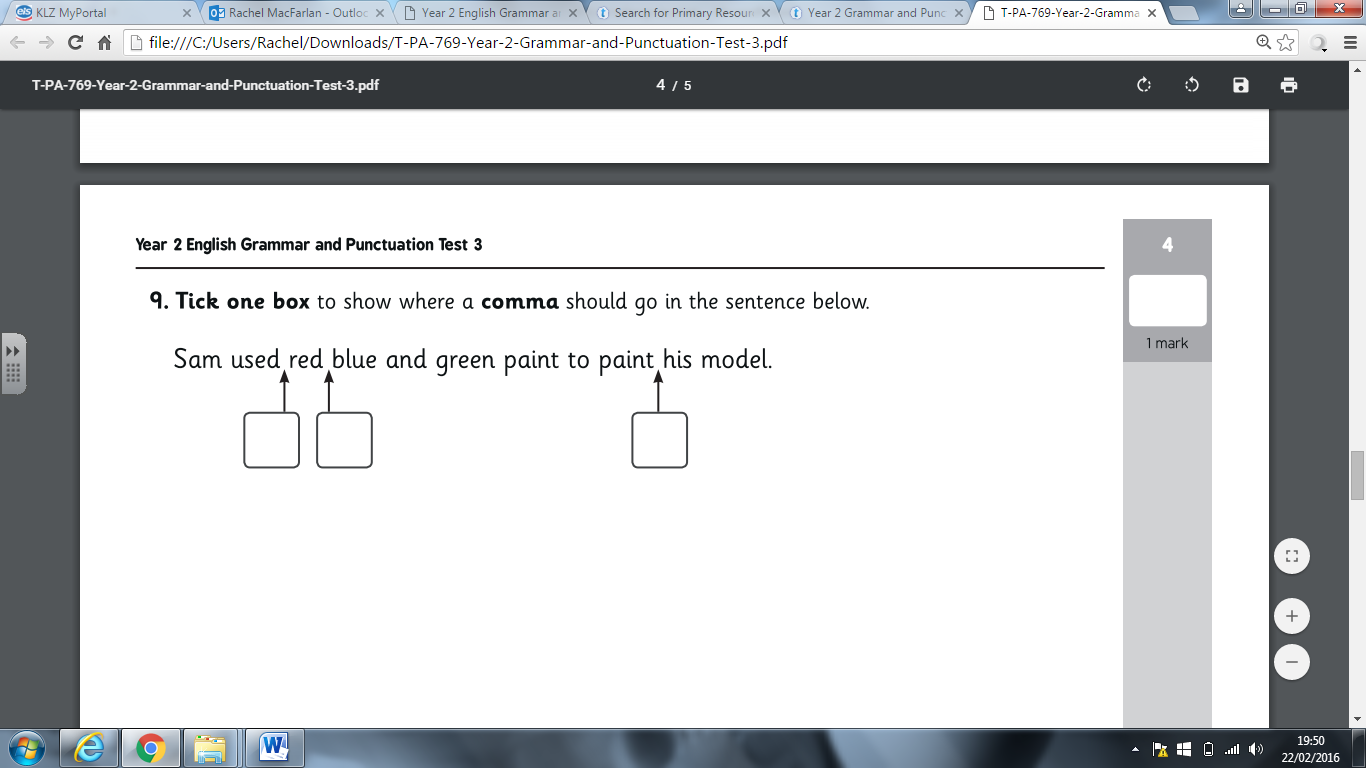 KLZ MyPortal
Rachel MacFarlan - Outloo
Year 2 English Grammar a
Search for Primary Resour
Year 2 Grammar and Punc
T-PA-769-Year-2-Gramma
file:///C:/Users/Rachel/Downloads/T-PA-769-Year-2-Grammar-and-Punctuation-Test-3.pdf
T-PA-769-Year-2-Grammar-and-Punctuation-Test-3.pdf
4 / 5
Year 2 English Grammar and Punctuation Test 3
4
9. Tick one box to show where a comma should go in the sentence below.
Sam used red blue and green paint to paint his model.
1 mark
19:50
22/02/2016